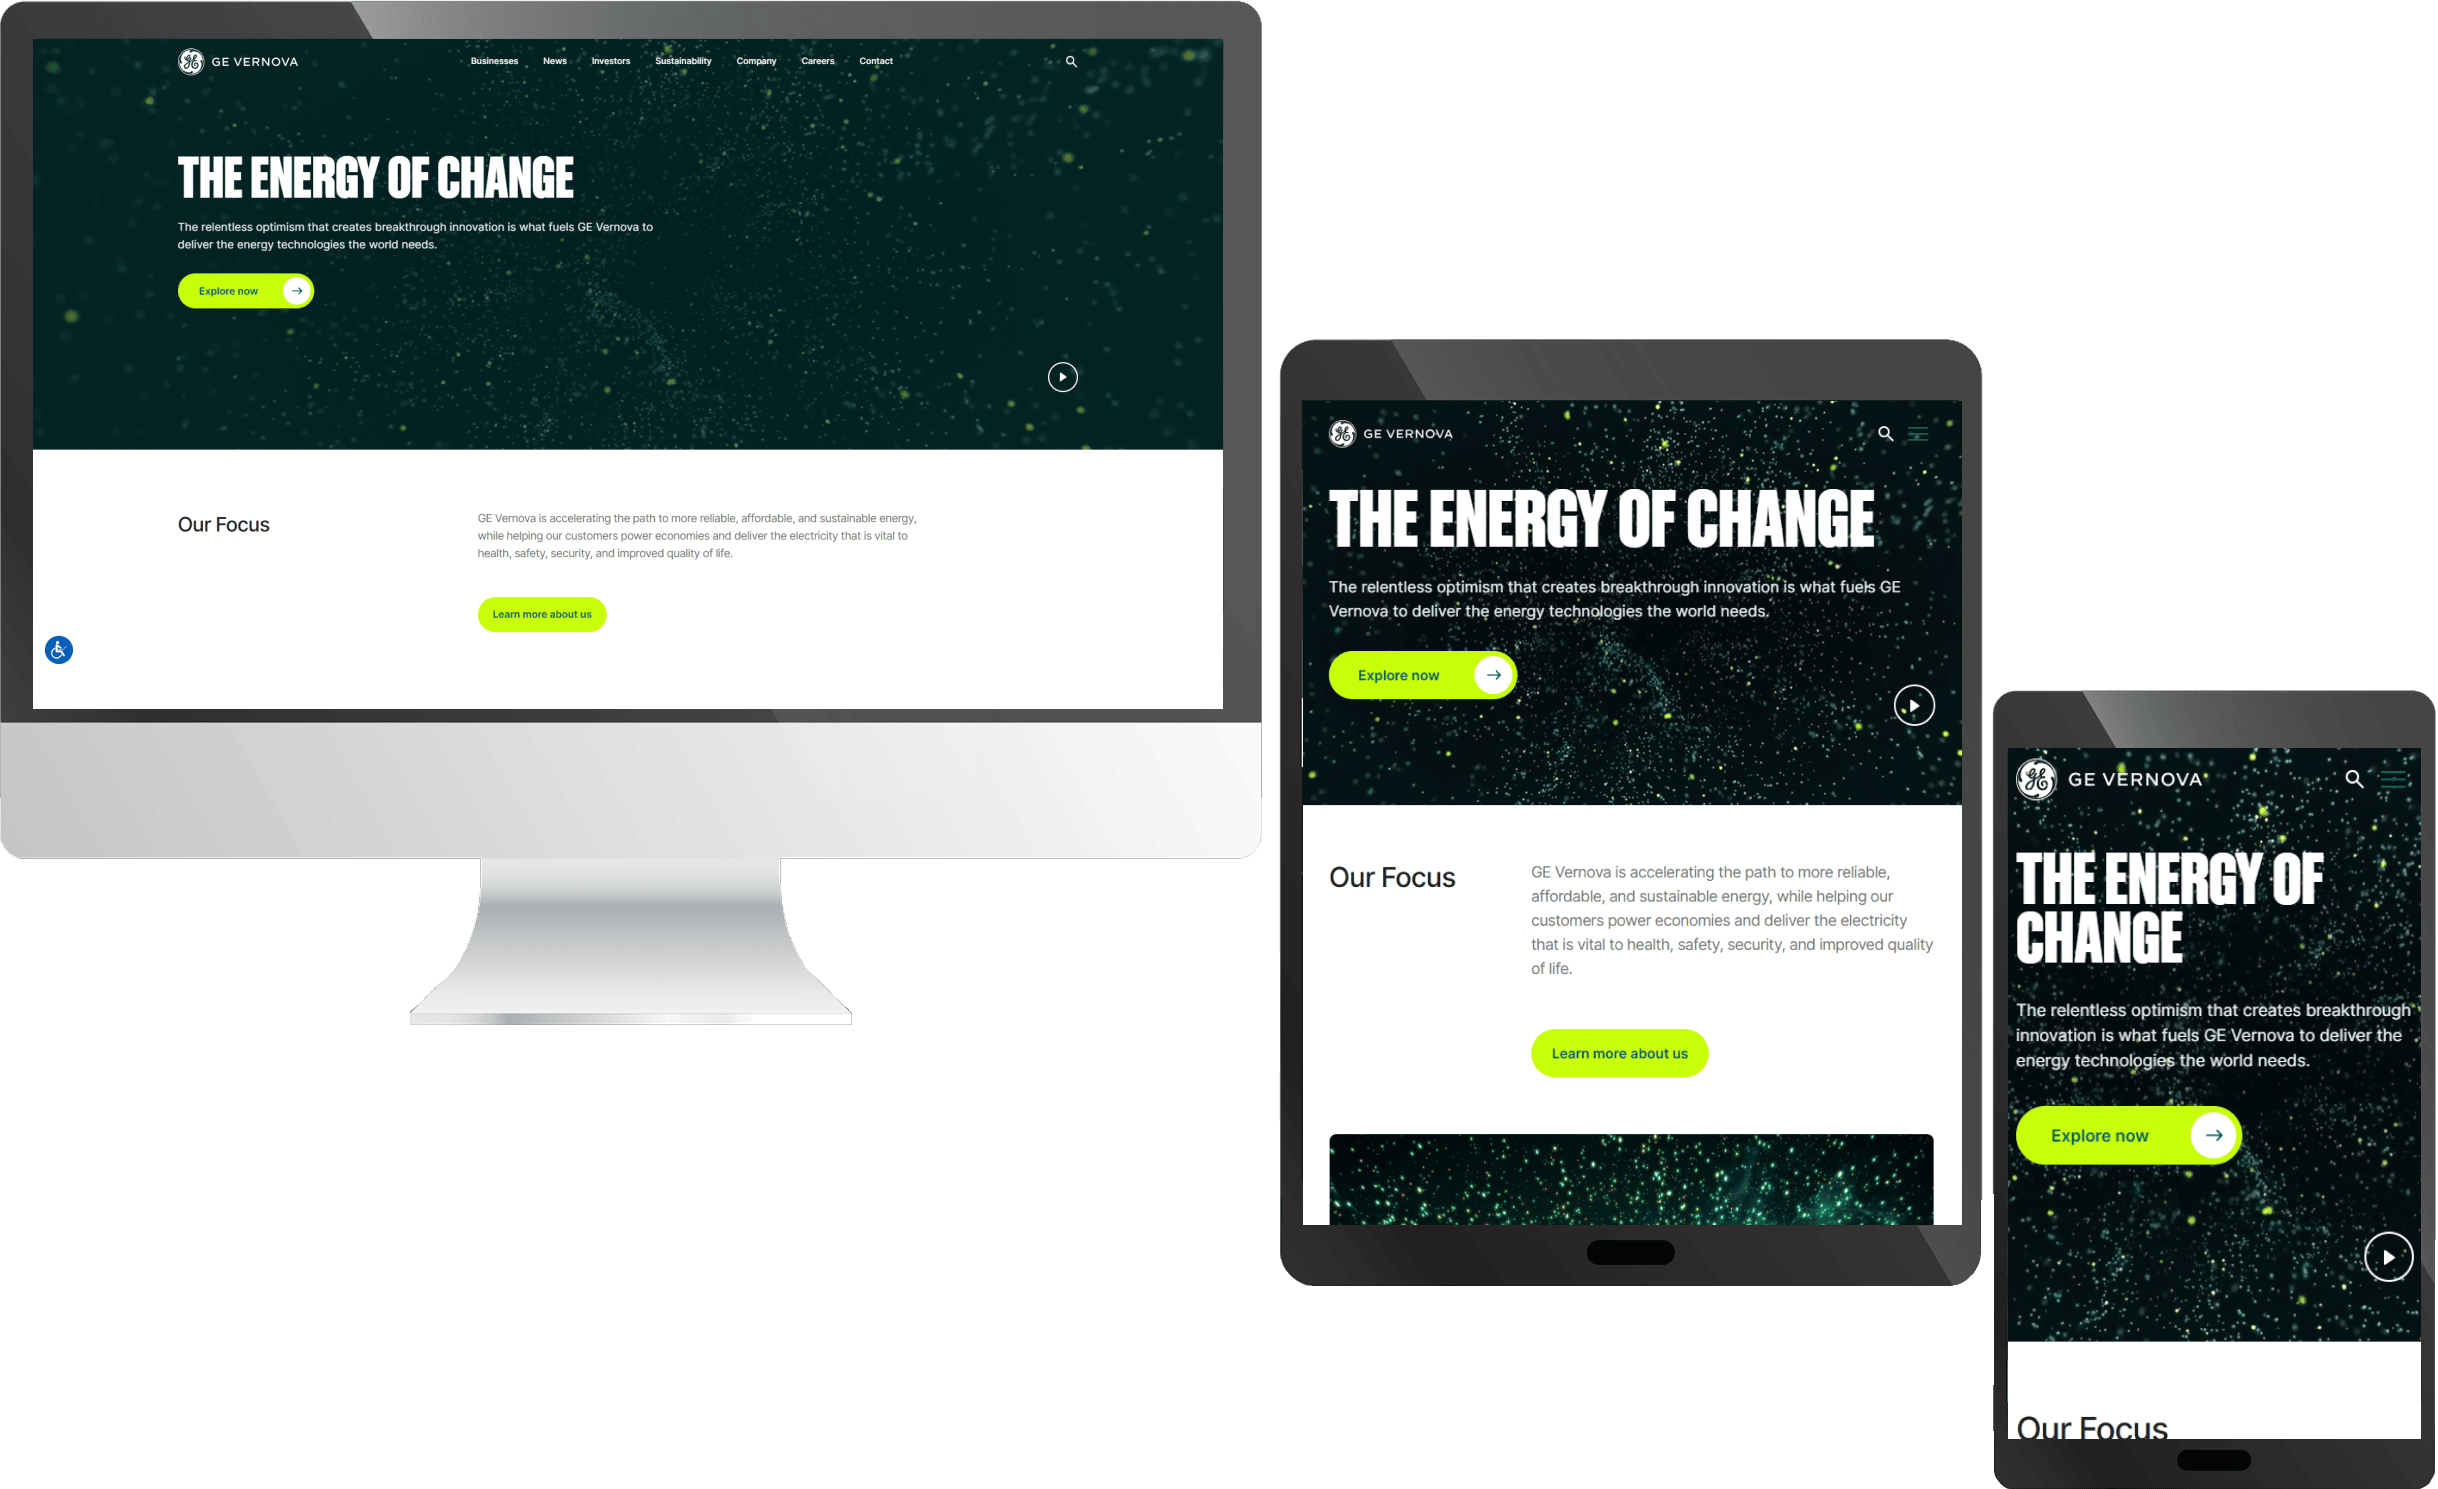 GE VERNOVA
Businesses News Investors Sustainability Company Careers Contact
THE ENERGY OF CHANGE
The relentless optimism that creates breakthrough innovation is what fuels GE Vernova to
deliver the energy technologies the world needs.
Explore now
Our Focus
GE Vernova is accelerating the path to more reliable, affordable, and sustainable energy,
while helping our customers power economies and deliver the electricity that is vital to
health, safety, security, and improved quality of life.
Learn more about us
GE VERNOVA
THE ENERGY OF CHANGE
The relentless optimism that creates breakthrough innovation is what fuels GE
Vernova to deliver the energy technologies the world needs.
Explore now
Our Focus
GE Vernova is accelerating the path to more reliable,
affordable, and sustainable energy, while helping our
customers power economies and deliver the electricity
that is vital to health, safety, security, and improved quality
of life.
Learn more about us
GE VERNOVA
THE ENERGY OF
CHANGE
The relentless optimism that creates breakthrough
innovation is what fuels GE Vernova to deliver the
energy technologies the world needs.
Explore now
Our Focus